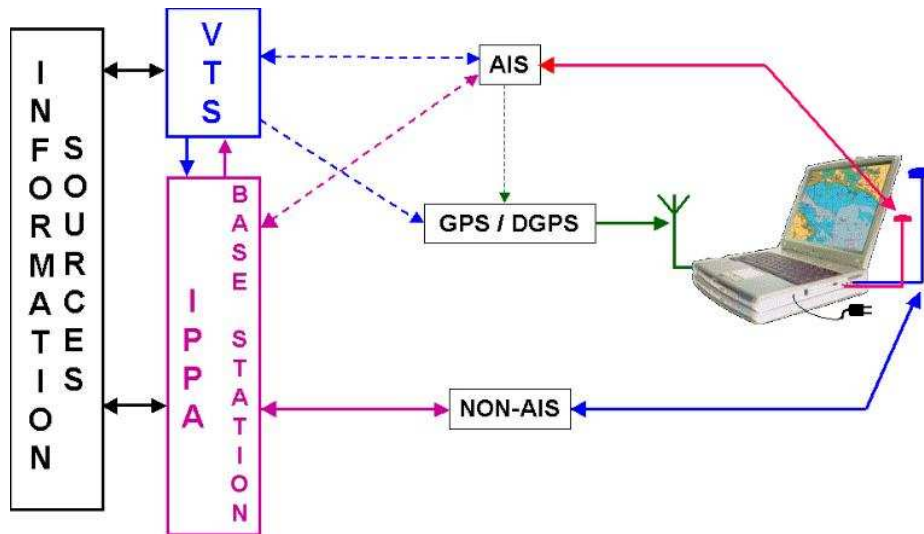 INFORMATION
SOURCES
VTS
IPPA
BASE STATION
AIS
GPS / DGPS
NON-AIS